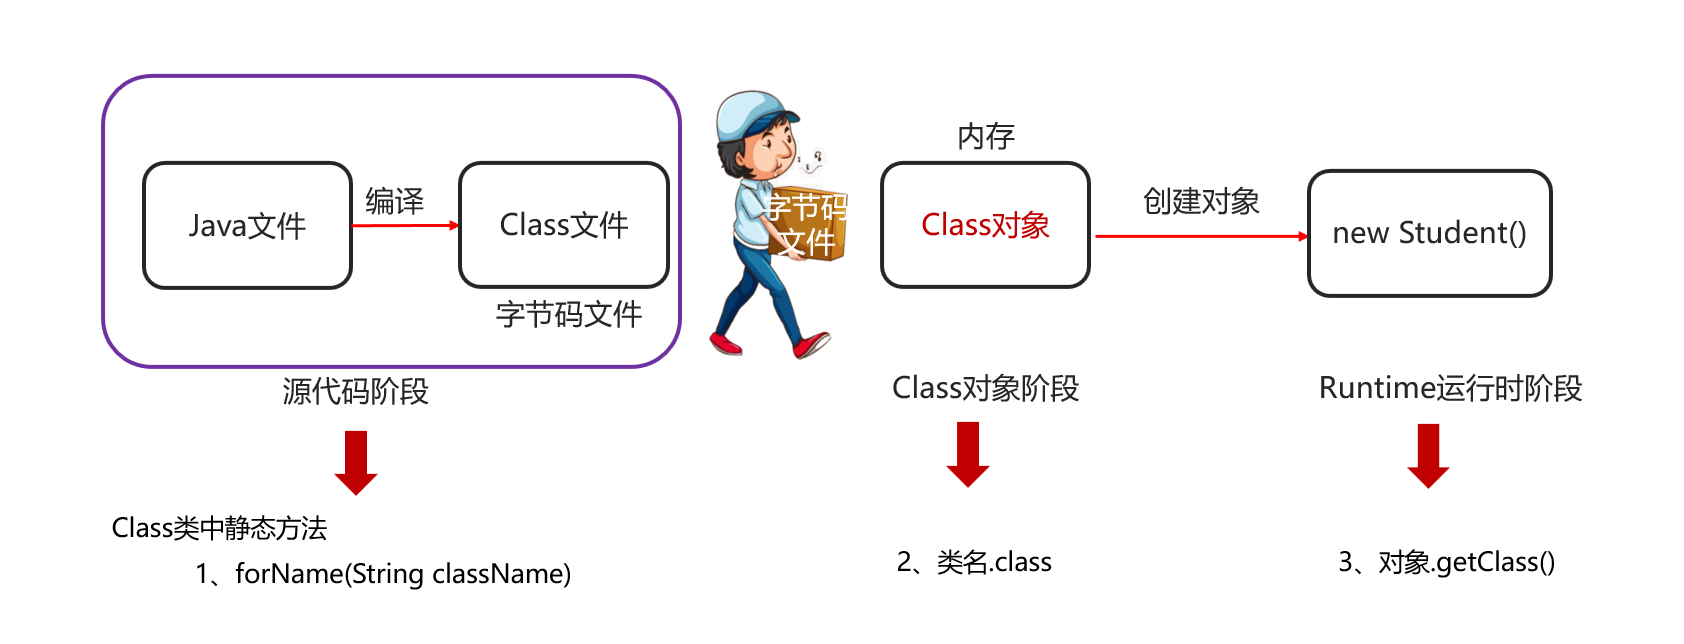 内存
Java文件
编译
Class文件
字节码
文件
Class对象
创建对象
new Student()
字节码文件
源代码阶段
Class对象阶段
Runtime运行时阶段
Class类中静态方法
1、forName(String className)
2、类名.class
3、对象.getClass()